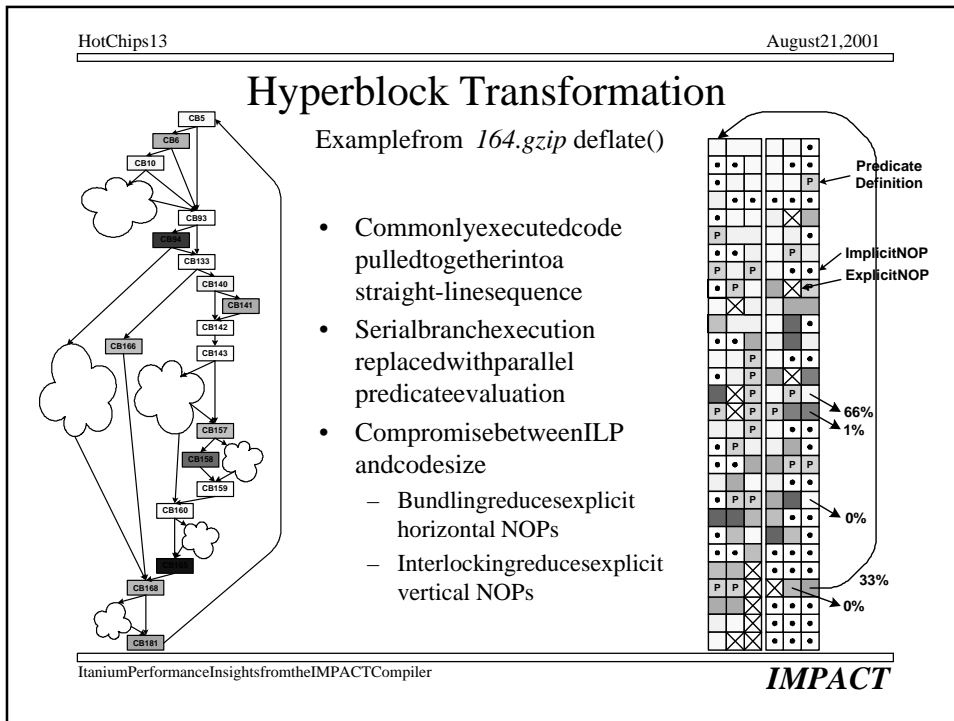 HotChips13
August21,2001
Hyperblock Transformation
Examplefrom 164.gzip deflate()
CB5
CB6
CB10
CB93
CB94
CB133
CB140
CB141
CB142
CB166
CB143
CB157
CB158
CB159
CB160
CB168
CB181
• Commonlyexecutedcode
pulledtogetherintoa
straight-linesequence
• Serialbranchexecution
replacedwithparallel
predicateevaluation
• CompromisebetweenILP
andcodesize
– Bundlingreducesexplicit
horizontal NOPs
– Interlockingreducesexplicit
vertical NOPs
Predicate
Definition
P
P
ImplicitNOP
P
P P
ExplicitNOP
P P
P
P
P P
66%
P P P
1%
P
P
P P
P P
0%
33%
P P
0%
ItaniumPerformanceInsightsfromtheIMPACTCompiler
IMPACT